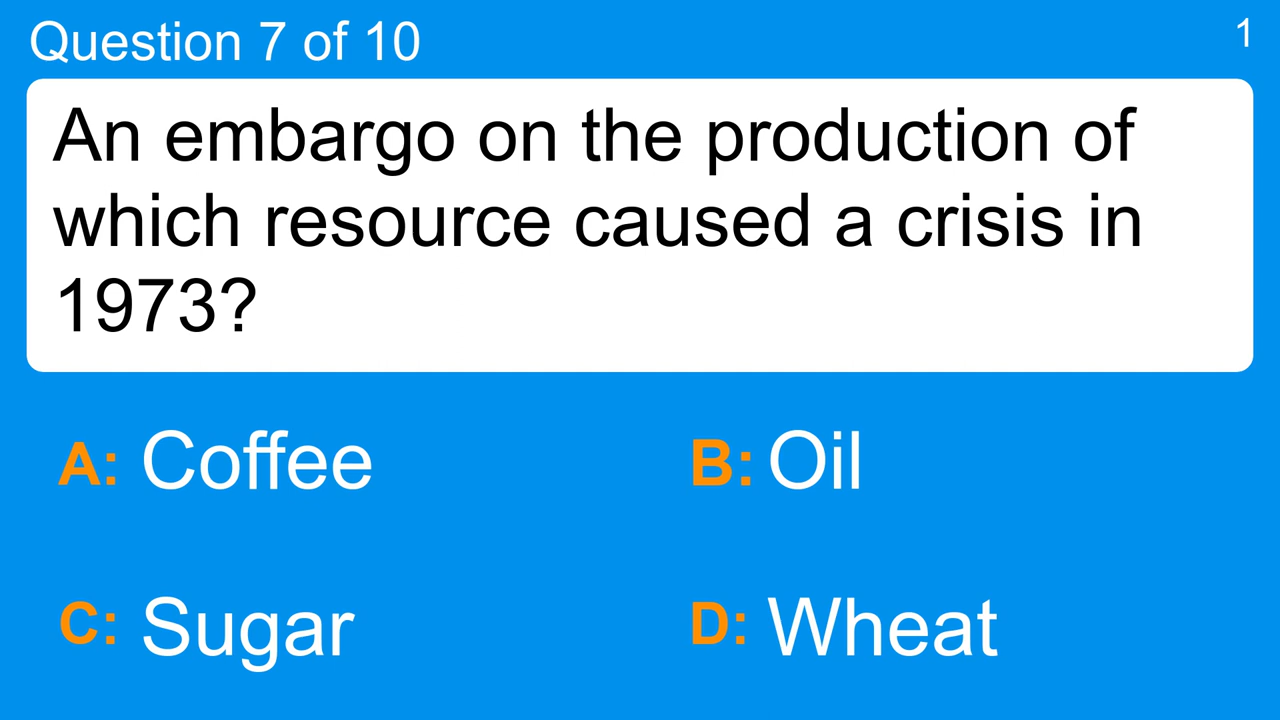 Question 7 of 10
1
An embargo on the production of
which resource caused a crisis in
1973?
A: Coffee
B: Oil
C: Sugar
D: Wheat